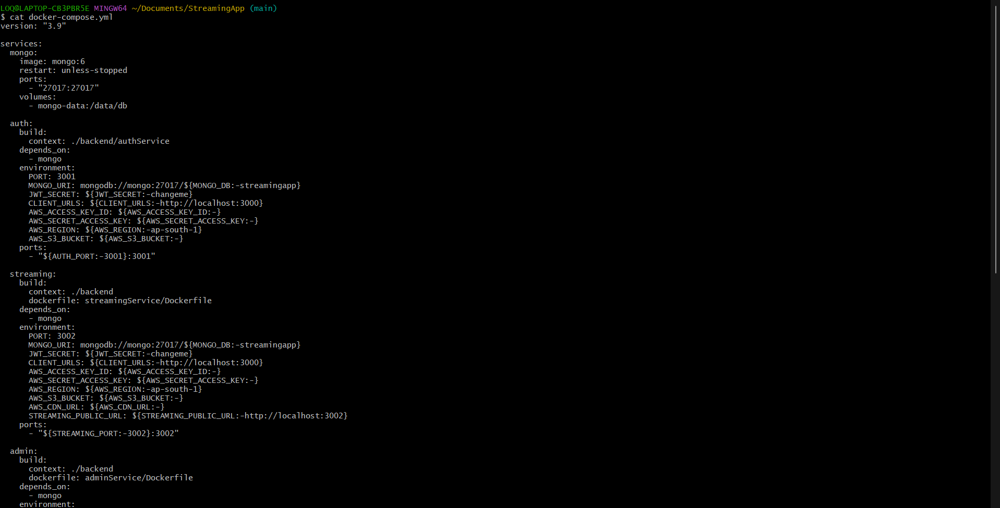 LOQ@LAPTOP-CB3PBR5E MINGW64 ~/Documents/StreamingApp (main)
$ cat docker-compose.yml
version: "3.9"

services:
  mongo:
    image: mongo:6
    restart: unless-stopped
    ports:
      - "27017:27017"
    volumes:
      - mongo-data:/data/db

  auth:
    build:
      context: ./backend/authService
    depends_on:
      - mongo
    environment:
      PORT: 3001
      MONGO_URI: mongodb://mongo:27017/${MONGO_DB:-streamingapp}
      JWT_SECRET: ${JWT_SECRET:-changeme}
      CLIENT_URLS: ${CLIENT_URLS:-http://localhost:3000}
      AWS_ACCESS_KEY_ID: ${AWS_ACCESS_KEY_ID:-}
      AWS_SECRET_ACCESS_KEY: ${AWS_SECRET_ACCESS_KEY:-}
      AWS_REGION: ${AWS_REGION:-ap-south-1}
      AWS_S3_BUCKET: ${AWS_S3_BUCKET:-}
    ports:
      - "${AUTH_PORT:-3001}:3001"

  streaming:
    build:
      context: ./backend
      dockerfile: streamingService/Dockerfile
    depends_on:
      - mongo
    environment:
      PORT: 3002
      MONGO_URI: mongodb://mongo:27017/${MONGO_DB:-streamingapp}
      JWT_SECRET: ${JWT_SECRET:-changeme}
      CLIENT_URLS: ${CLIENT_URLS:-http://localhost:3000}
      AWS_ACCESS_KEY_ID: ${AWS_ACCESS_KEY_ID:-}
      AWS_SECRET_ACCESS_KEY: ${AWS_SECRET_ACCESS_KEY:-}
      AWS_REGION: ${AWS_REGION:-ap-south-1}
      AWS_S3_BUCKET: ${AWS_S3_BUCKET:-}
      AWS_CDN_URL: ${AWS_CDN_URL:-}
      STREAMING_PUBLIC_URL: ${STREAMING_PUBLIC_URL:-http://localhost:3002}
    ports:
      - "${STREAMING_PORT:-3002}:3002"

  admin:
    build:
      context: ./backend
      dockerfile: adminService/Dockerfile
    depends_on:
      - mongo
    environment: